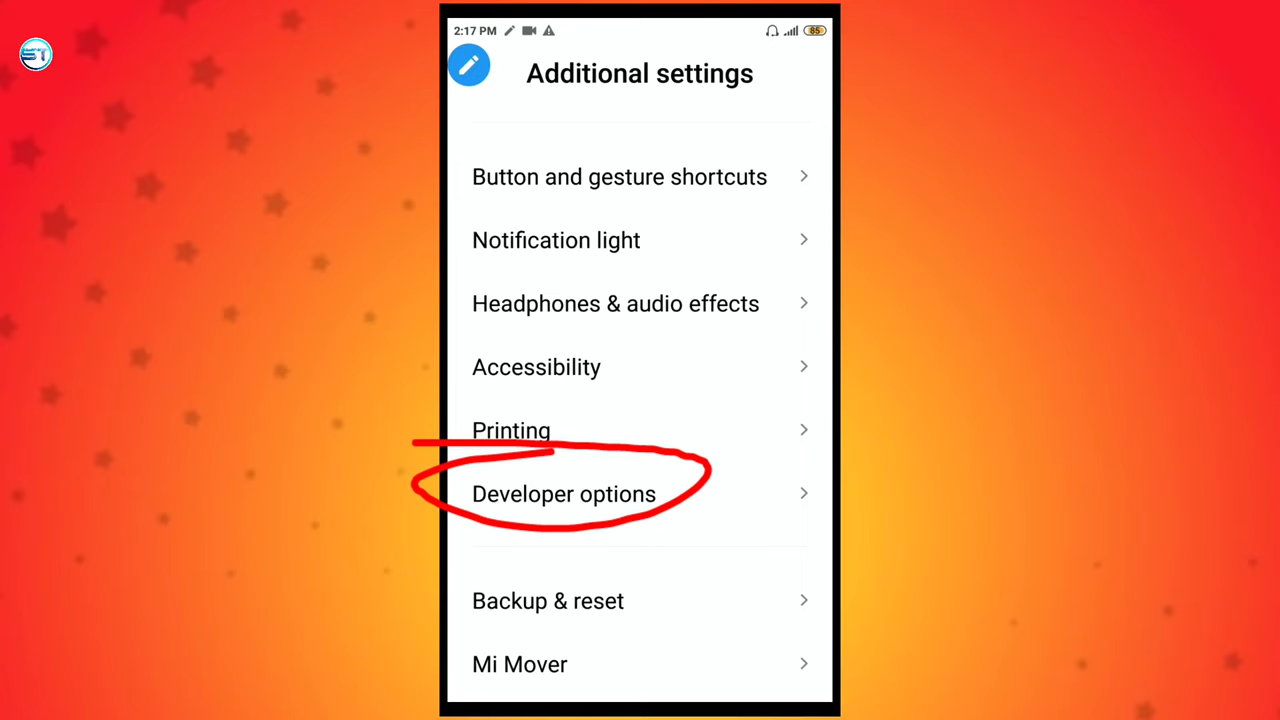 2:17 PM
85
Additional settings
Button and gesture shortcuts
Notification light
Headphones & audio effects
Accessibility
Printing
Developer options
Backup & reset
Mi Mover